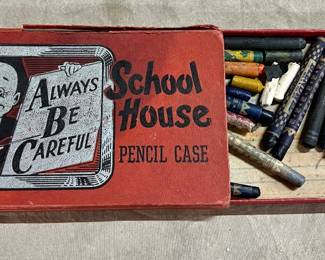 ALWAYS
BE
CAREFUL
School
House
PENCIL CASE